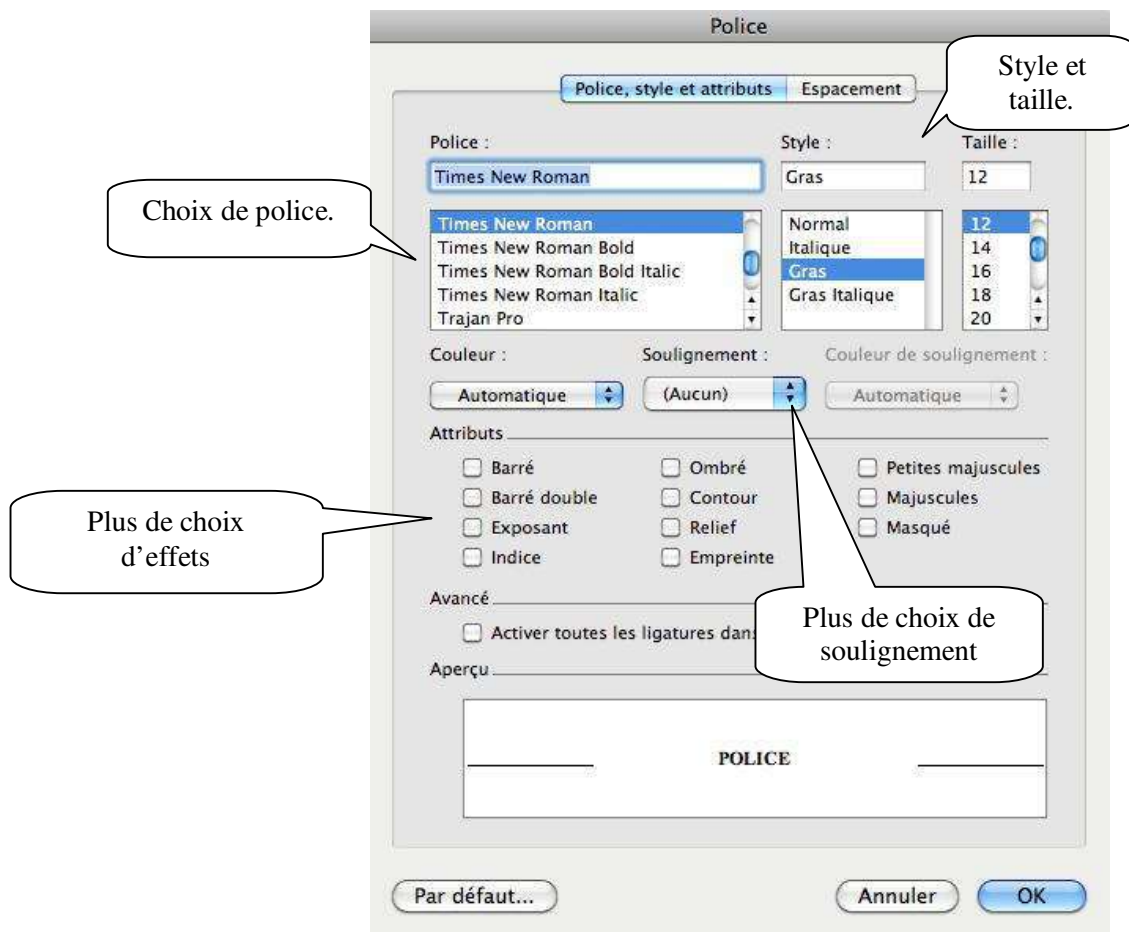 Police
Style et
taille.
Police, style et attributs Espacement
Police : Style : Taille :
Times New Roman Gras 12
Choix de police.
Times New Roman Normal 12
Times New Roman Bold Italique 14
Times New Roman Bold Italic Gras 16
Times New Roman Italic Gras Italique 18
Trajan Pro 20
Couleur : Soulignement : Couleur de soulignement :
Automatique (Aucun) Automatique
Attributs
Barré Ombré Petites majuscules
Barré double Contour Majuscules
Exposant Relief Masqué
Indice Empreinte
Plus de choix
d’effets
Avancé
Activer toutes les ligatures dans
Plus de choix de
soulignement
Aperçu
POLICE
Par défaut... Annuler OK